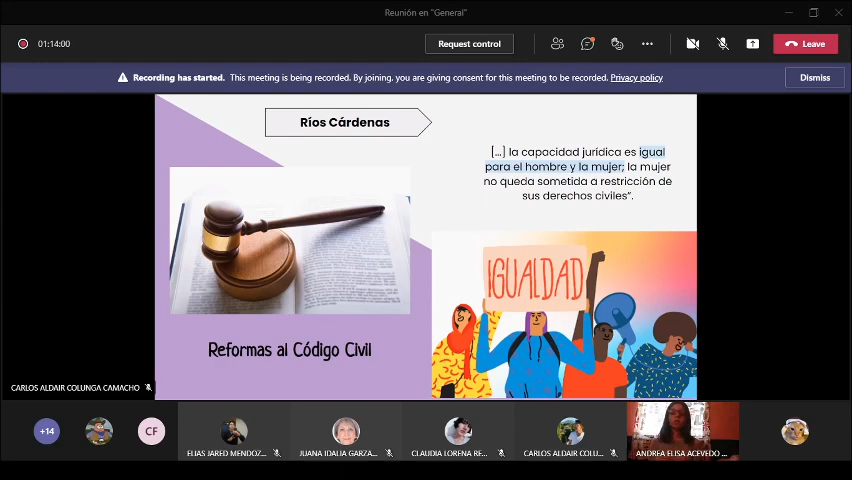 Reunión en "General"
01:14:00
Request control
Leave
Recording has started. This meeting is being recorded. By joining, you are giving consent for this meeting to be recorded. Privacy policy
Dismiss
Ríos Cárdenas
[...] la capacidad jurídica es igual
para el hombre y la mujer; la mujer
no queda sometida a restricción de
sus derechos civiles”.
IGUALDAD
Reformas al Código Civil
CARLOS ALDAIR COLUNGA CAMACHO
+14
CF
ELIAS JARED MENDOZ...
JUANA IDALIA GARZA...
CLAUDIA LORENA RE...
CARLOS ALDAIR COLU...
ANDREA ELISA ACEVEDO ...